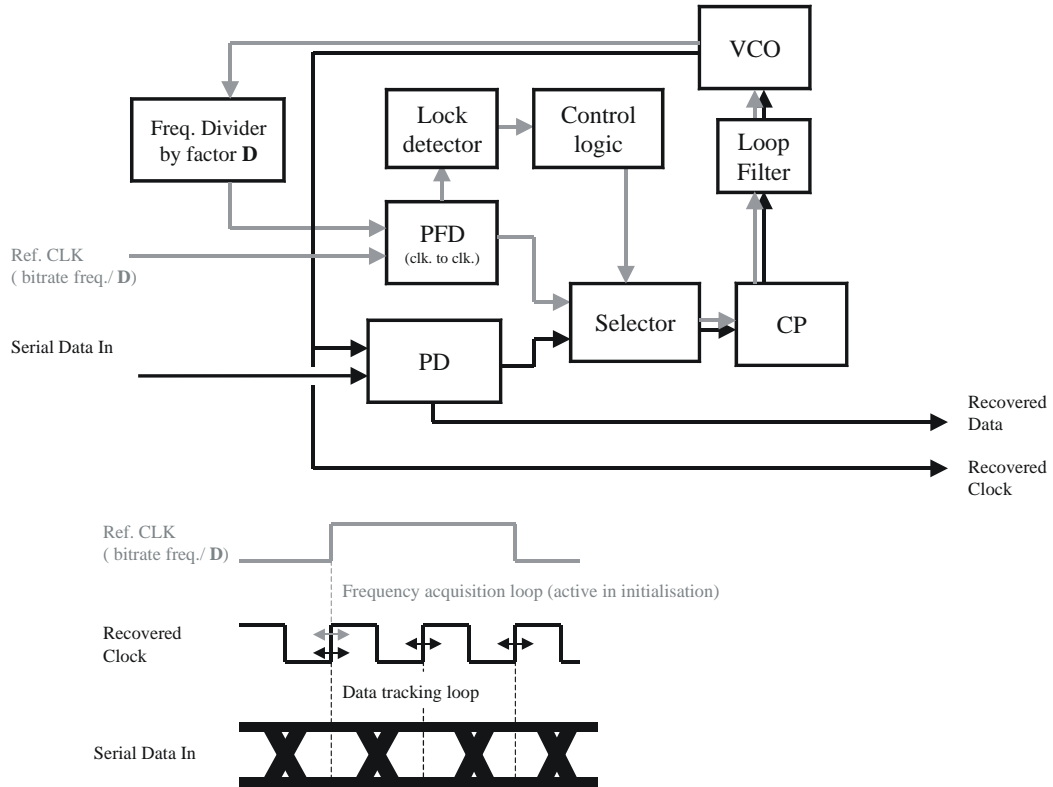 VCO
Freq. Divider
by factor D
Lock
detector
Control
logic
Loop
Filter
PFD
(clk. to clk.)
Ref. CLK
( bitrate freq./ D)
Selector
CP
Serial Data In
PD
Recovered
Data
Recovered
Clock
Ref. CLK
( bitrate freq./ D)
Frequency acquisition loop (active in initialisation)
Recovered
Clock
Data tracking loop
Serial Data In